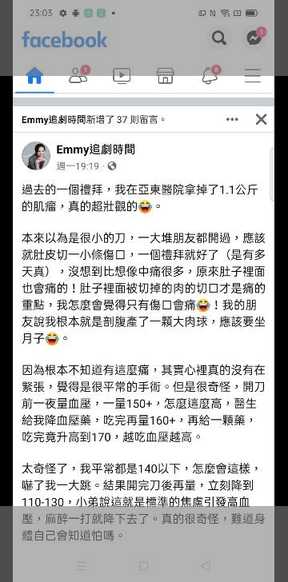 23:03
facebook
Emmy追劇時間新增了 37 則留言。
Emmy追劇時間
週一19:19 ·
過去的一個禮拜，我在亞東醫院拿掉了1.1公斤
的肌瘤，真的超壯觀的😂。
本來以為是很小的刀，一大堆朋友都開過，應該
就肚皮切一小條傷口，一個禮拜就好了（是有多
天真），沒想到比想像中痛很多，原來肚子裡面
也會痛的！肚子裡面被切掉的肉的切口才是痛的
重點，我怎麼會覺得只有傷口會痛😂！我的朋
友說我根本就是剖腹產了一顆大肉球，應該要坐
月子😂。
因為根本不知道有這麼痛，其實心裡真的沒有在
緊張，覺得是很平常的手術。但是很奇怪，開刀
前一夜量血壓，一量150+，怎麼這麼高，醫生
給我降血壓藥，吃完再量160+，再給一顆藥，
吃完竟升高到170，越吃血壓越高。
太奇怪了，我平常都是140以下，怎麼會這樣，
嚇了我一大跳。結果開完刀後再量，立刻降到
110-130，小弟說這就是標準的焦慮引發高血
壓，麻醉一打就降下去了。真的很奇怪，難道身
體自己會知道怕嗎。